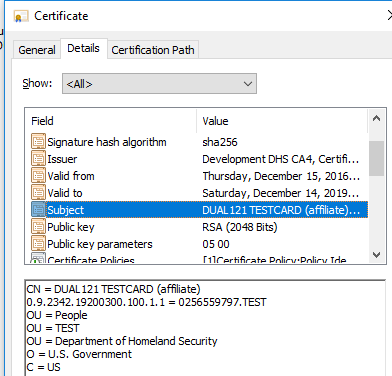 Certificate
General Details Certification Path
Show: <All>
Field Value
Signature hash algorithm sha256
Issuer Development DHS CA4, Certifi...
Valid from Thursday, December 15, 2016...
Valid to Saturday, December 14, 2019...
Subject DUAL121 TESTCARD (affiliate)...
Public key RSA (2048 Bits)
Public key parameters 05 00
Certificate Policies [1]Certificate Policy:Policy Ide...
CN = DUAL121 TESTCARD (affiliate)
0.9.2342.19200300.100.1.1 = 0256559797.TEST
OU = People
OU = TEST
OU = Department of Homeland Security
O = U.S. Government
C = US